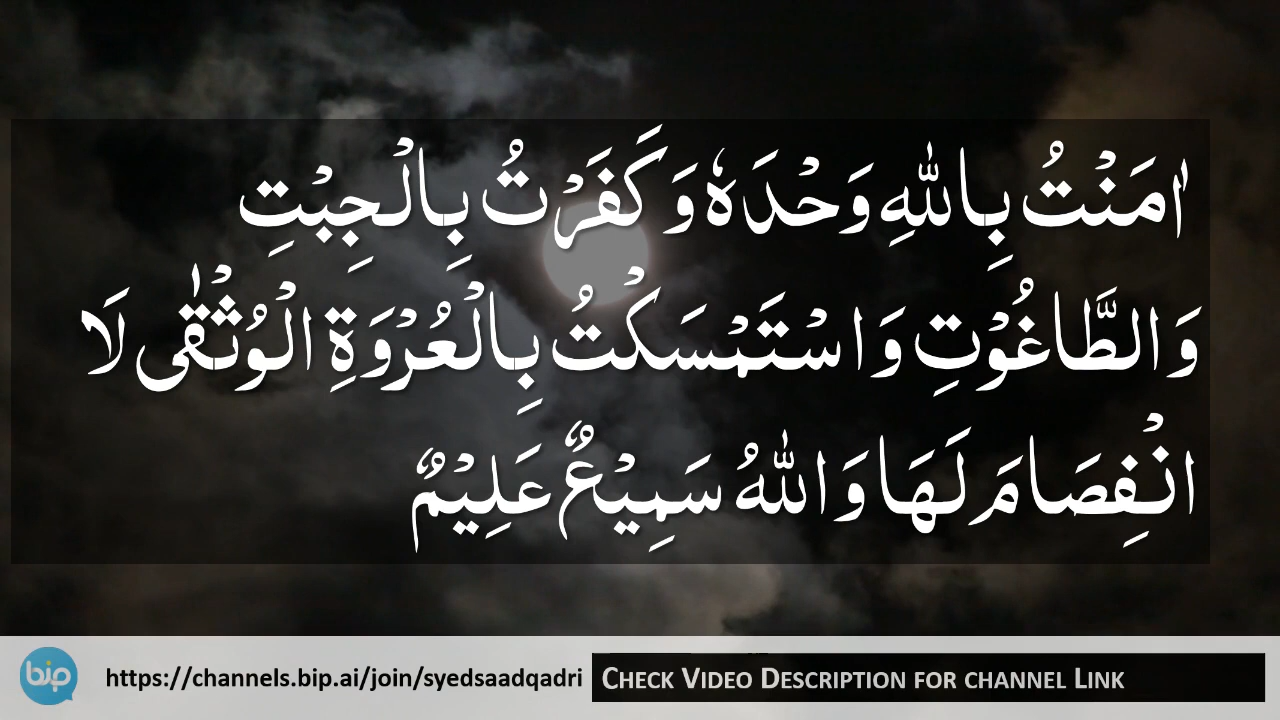 اٰمَنْتُ بِاللّٰهِ وَحْدَهٗ وَ كَفَرْتُ بِالْجِبْتِ
وَ الطَّاغُوْتِ وَ اسْتَمْسَكْتُ بِالْعُرْوَةِ الْوُثْقٰى لَا
انْفِصَامَ لَهَا وَ اللّٰهُ سَمِيْعٌ عَلِيْمٌ
bip https://channels.bip.ai/join/syedsaadqadri CHECK VIDEO DESCRIPTION FOR CHANNEL LINK